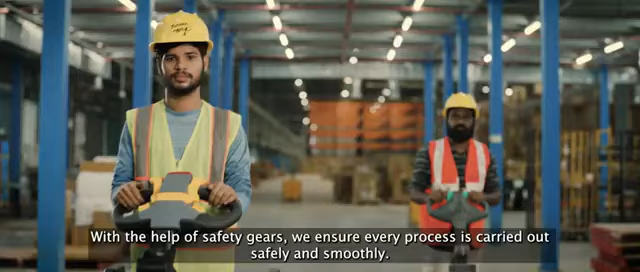 With the help of safety gears, we ensure every process is carried out
safely and smoothly.